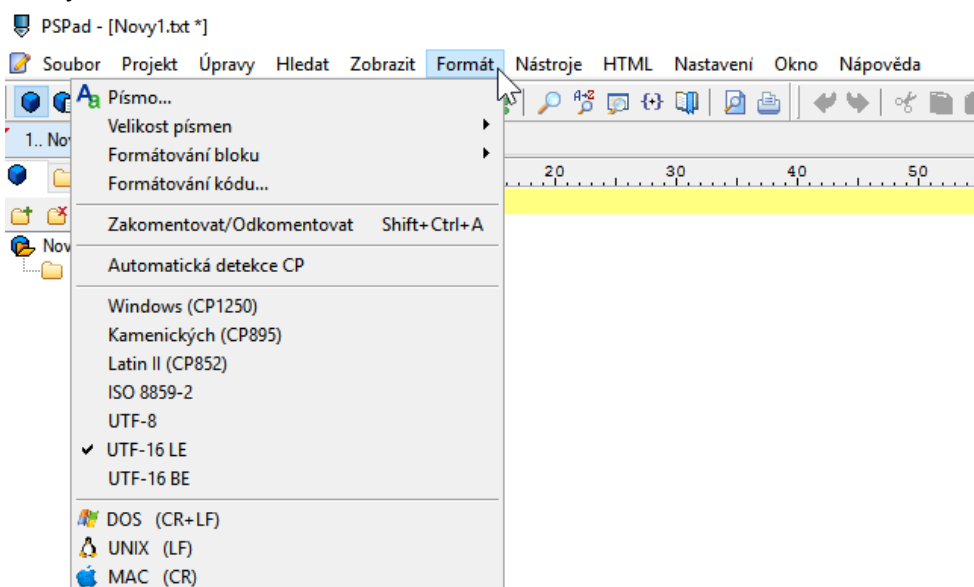 PSPad - [Novy1.txt *]
Soubor Projekt Úpravy Hledat Zobrazit Formát Nástroje HTML Nastavení Okno Nápověda
1.. Nov
20 30 40 50
Nov
Písmo...
Velikost písmen
Formátování bloku
Formátování kódu...
Zakomentovat/Odkomentovat Shift+Ctrl+A
Automatická detekce CP
Windows (CP1250)
Kamenických (CP895)
Latin II (CP852)
ISO 8859-2
UTF-8
UTF-16 LE
UTF-16 BE
DOS (CR+LF)
UNIX (LF)
MAC (CR)